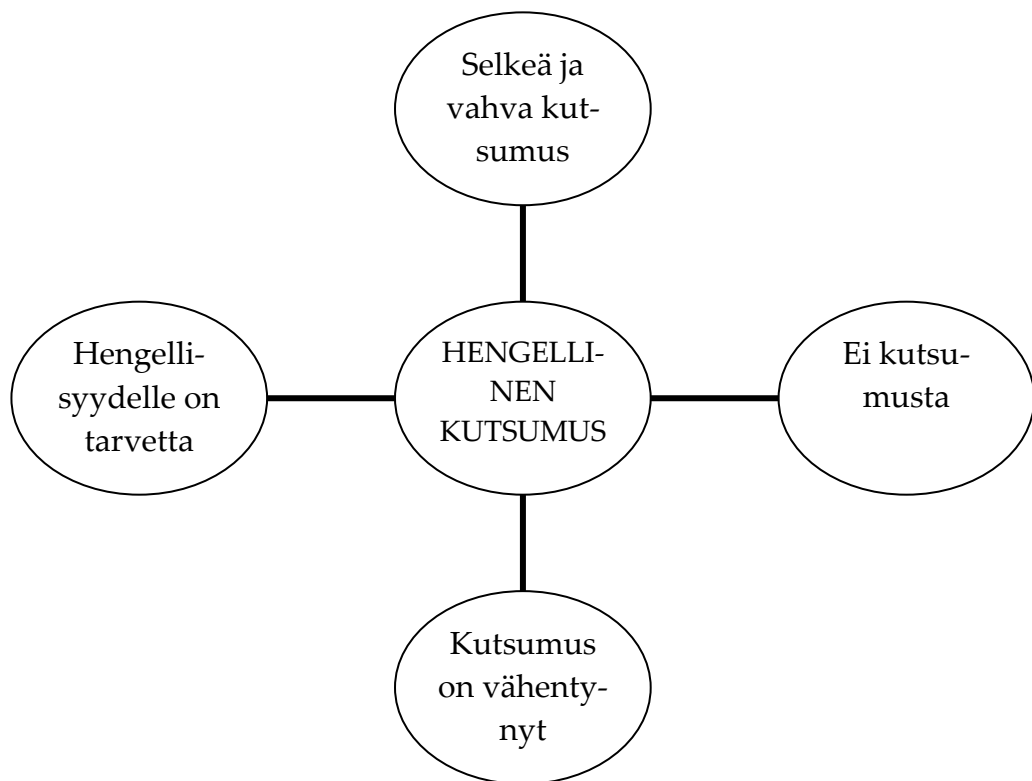 Selkeä ja
vahva kut-
sumus
Hengelli-
syydelle on
tarvetta
HENGELLI-
NEN
KUTSUMUS
Ei kutsu-
musta
Kutsumus
on vähenty-
nyt